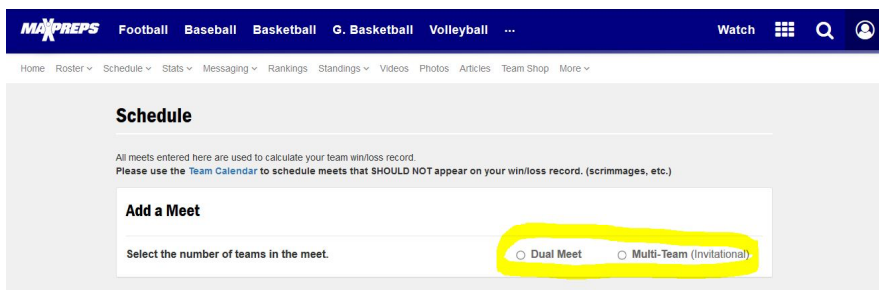 MAXPREPS Football Baseball Basketball G. Basketball Volleyball ... Watch
Home Roster Schedule Stats Messaging Rankings Standings Videos Photos Articles Team Shop More
Schedule
All meets entered here are used to calculate your team win/loss record.
Please use the Team Calendar to schedule meets that SHOULD NOT appear on your win/loss record. (scrimmages, etc.)
Add a Meet
Select the number of teams in the meet. Dual Meet Multi-Team (Invitational)